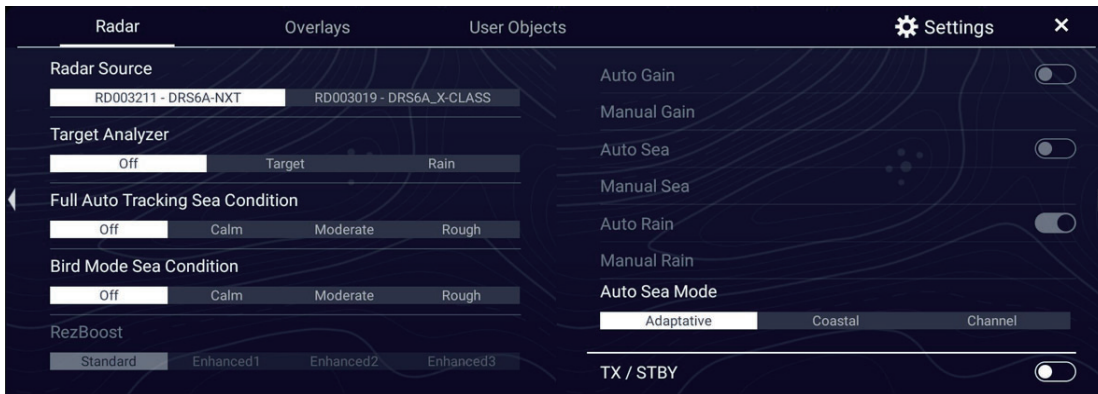 Radar Overlays User Objects Settings
Radar Source
RD003211 - DRS6A-NXT RD003019 - DRS6A_X-CLASS
Target Analyzer
Off Target Rain
Full Auto Tracking Sea Condition
Off Calm Moderate Rough
Bird Mode Sea Condition
Off Calm Moderate Rough
RezBoost
Standard Enhanced1 Enhanced2 Enhanced3
Auto Gain
Manual Gain
Auto Sea
Manual Sea
Auto Rain
Manual Rain
Auto Sea Mode
Adaptative Coastal Channel
TX / STBY